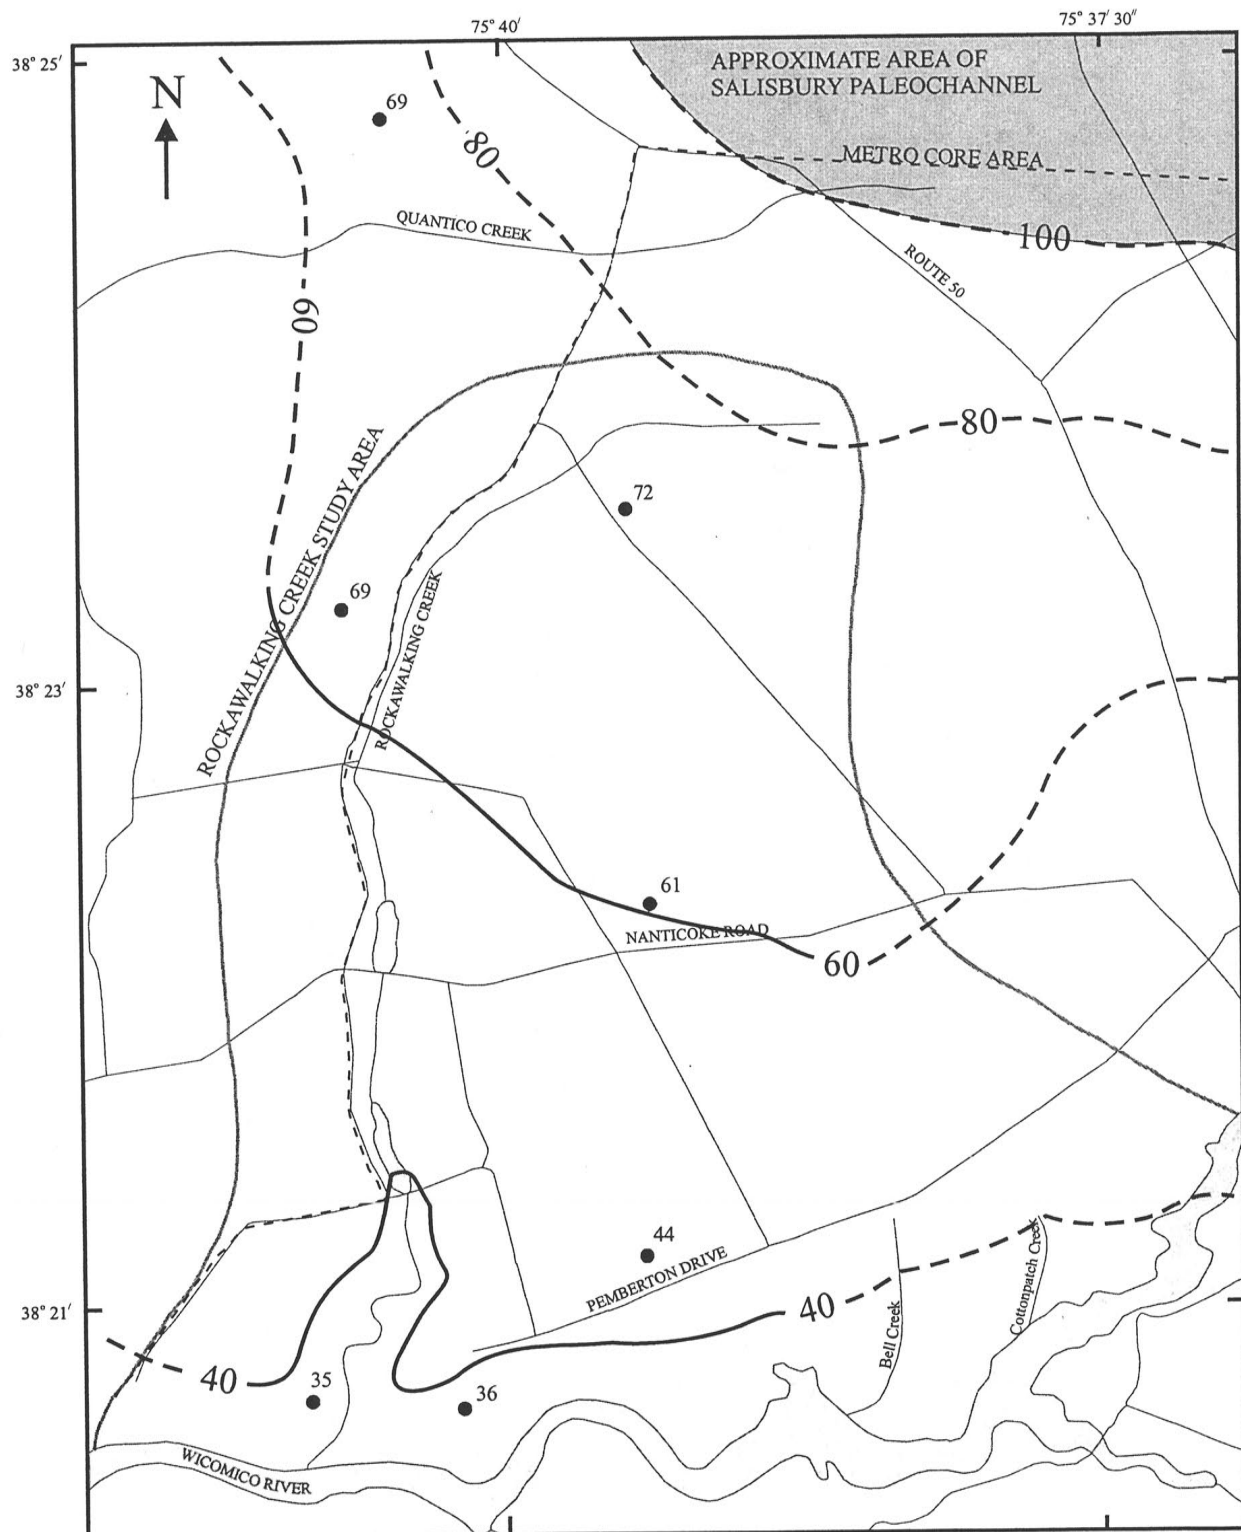 75° 40′
75° 37′ 30″
38° 25′
APPROXIMATE AREA OF
SALISBURY PALEOCHANNEL
N
69
80
METRO CORE AREA
QUANTICO CREEK
100
ROUTE 50
60
80
ROCKAWALKING CREEK STUDY AREA
72
69
ROCKAWALKING CREEK
38° 23′
61
NANTICOKE ROAD
60
44
PEMBERTON DRIVE
Cottonpatch Creek
38° 21′
40
Bell Creek
40
35
36
WICOMICO RIVER